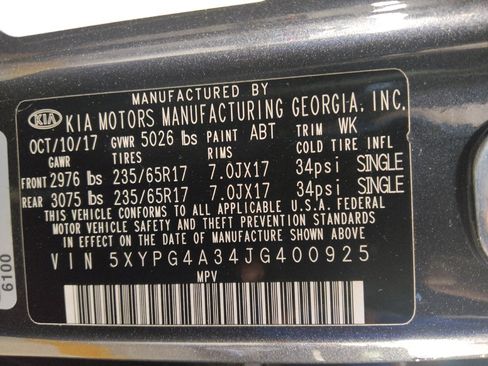 MANUFACTURED BY
KIA KIA MOTORS MANUFACTURING GEORGIA, INC.
OCT/10/17 GVWR 5026 lbs PAINT ABT TRIM WK
GAWR TIRES RIMS COLD TIRE INFL
FRONT 2976 lbs 235/65R17 7.0JX17 34psi SINGLE
REAR 3075 lbs 235/65R17 7.0JX17 34psi SINGLE
THIS VEHICLE CONFORMS TO ALL APPLICABLE U.S.A FEDERAL
MOTOR VEHICLE SAFETY AND THEFT PREVENTION STANDARDS
IN EFFECT ON THE DATE OF MANUFACTURE SHOWN ABOVE.
VIN 5XYPG4A34JG400925
MPV
6100